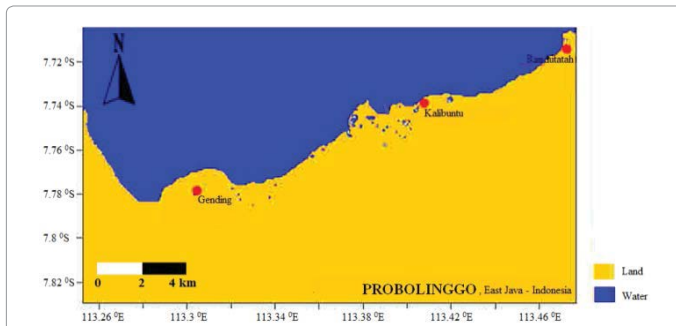 N
7.72 ⁰S
7.74 ⁰S
7.76 ⁰S
7.78 ⁰S
7.8 ⁰S
7.82 ⁰S
Randutatah
Kalibuntu
Gending
0 2 4 km
PROBOLINGGO, East Java - Indonesia
Land
Water
113.26 ⁰E 113.3 ⁰E 113.34 ⁰E 113.38 ⁰E 113.42 ⁰E 113.46 ⁰E